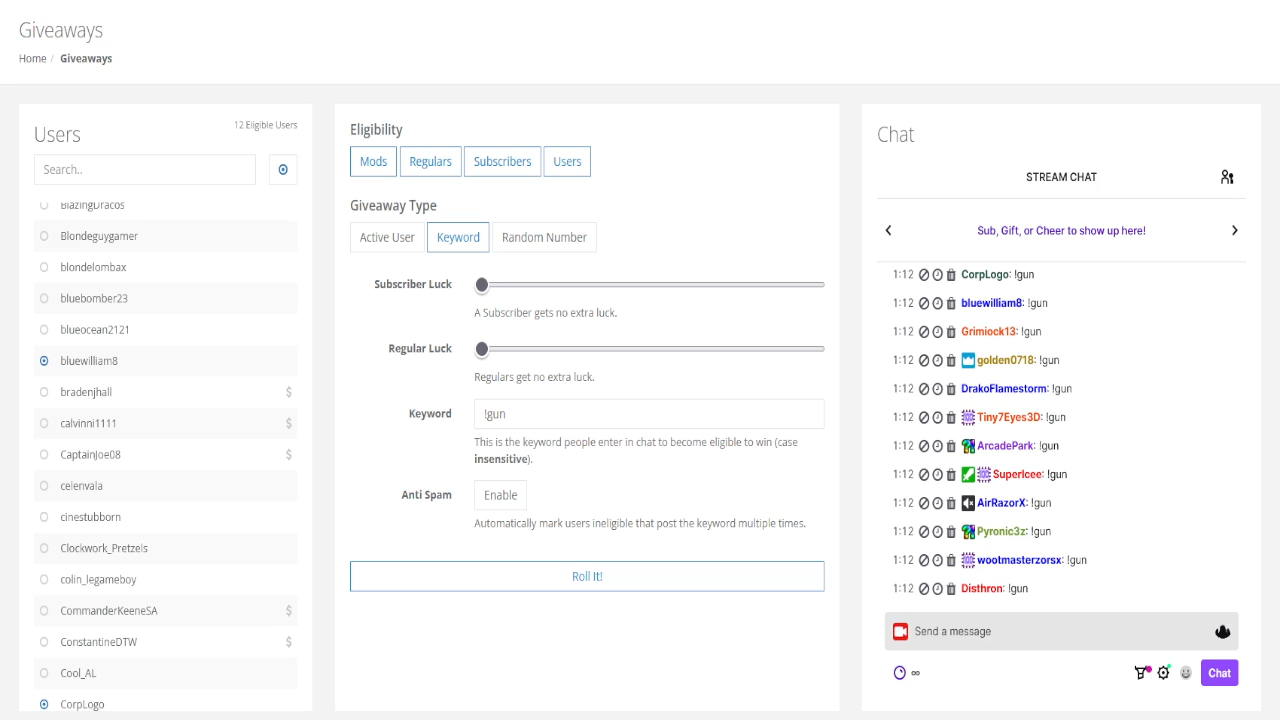 Giveaways
Home / Giveaways
Users
12 Eligible Users
Search..
BlazingDracos
Blondeguygamer
blondelombax
bluebomber23
blueocean2121
bluewilliam8
bradenjhall $
calvinni1111 $
CaptainJoe08 $
celenvala
cinestubborn
Clockwork_Pretzels
colin_legameboy
CommanderKeeneSA $
ConstantineDTW $
Cool_AL
CorpLogo
Eligibility
Mods Regulars Subscribers Users
Giveaway Type
Active User Keyword Random Number
Subscriber Luck
A Subscriber gets no extra luck.
Regular Luck
Regulars get no extra luck.
Keyword !gun
This is the keyword people enter in chat to become eligible to win (case
insensitive).
Anti Spam Enable
Automatically mark users ineligible that post the keyword multiple times.
Roll It!
Chat
STREAM CHAT
Sub, Gift, or Cheer to show up here!
1:12 CorpLogo: !gun
1:12 bluewilliam8: !gun
1:12 Grimiock13: !gun
1:12 golden0718: !gun
1:12 DrakoFlamestorm: !gun
1:12 Tiny7Eyes3D: !gun
1:12 ArcadePark: !gun
1:12 SuperIcee: !gun
1:12 AirRazorX: !gun
1:12 Pyronic3z: !gun
1:12 wootmasterzorsx: !gun
1:12 Disthron: !gun
Send a message
∞
Chat